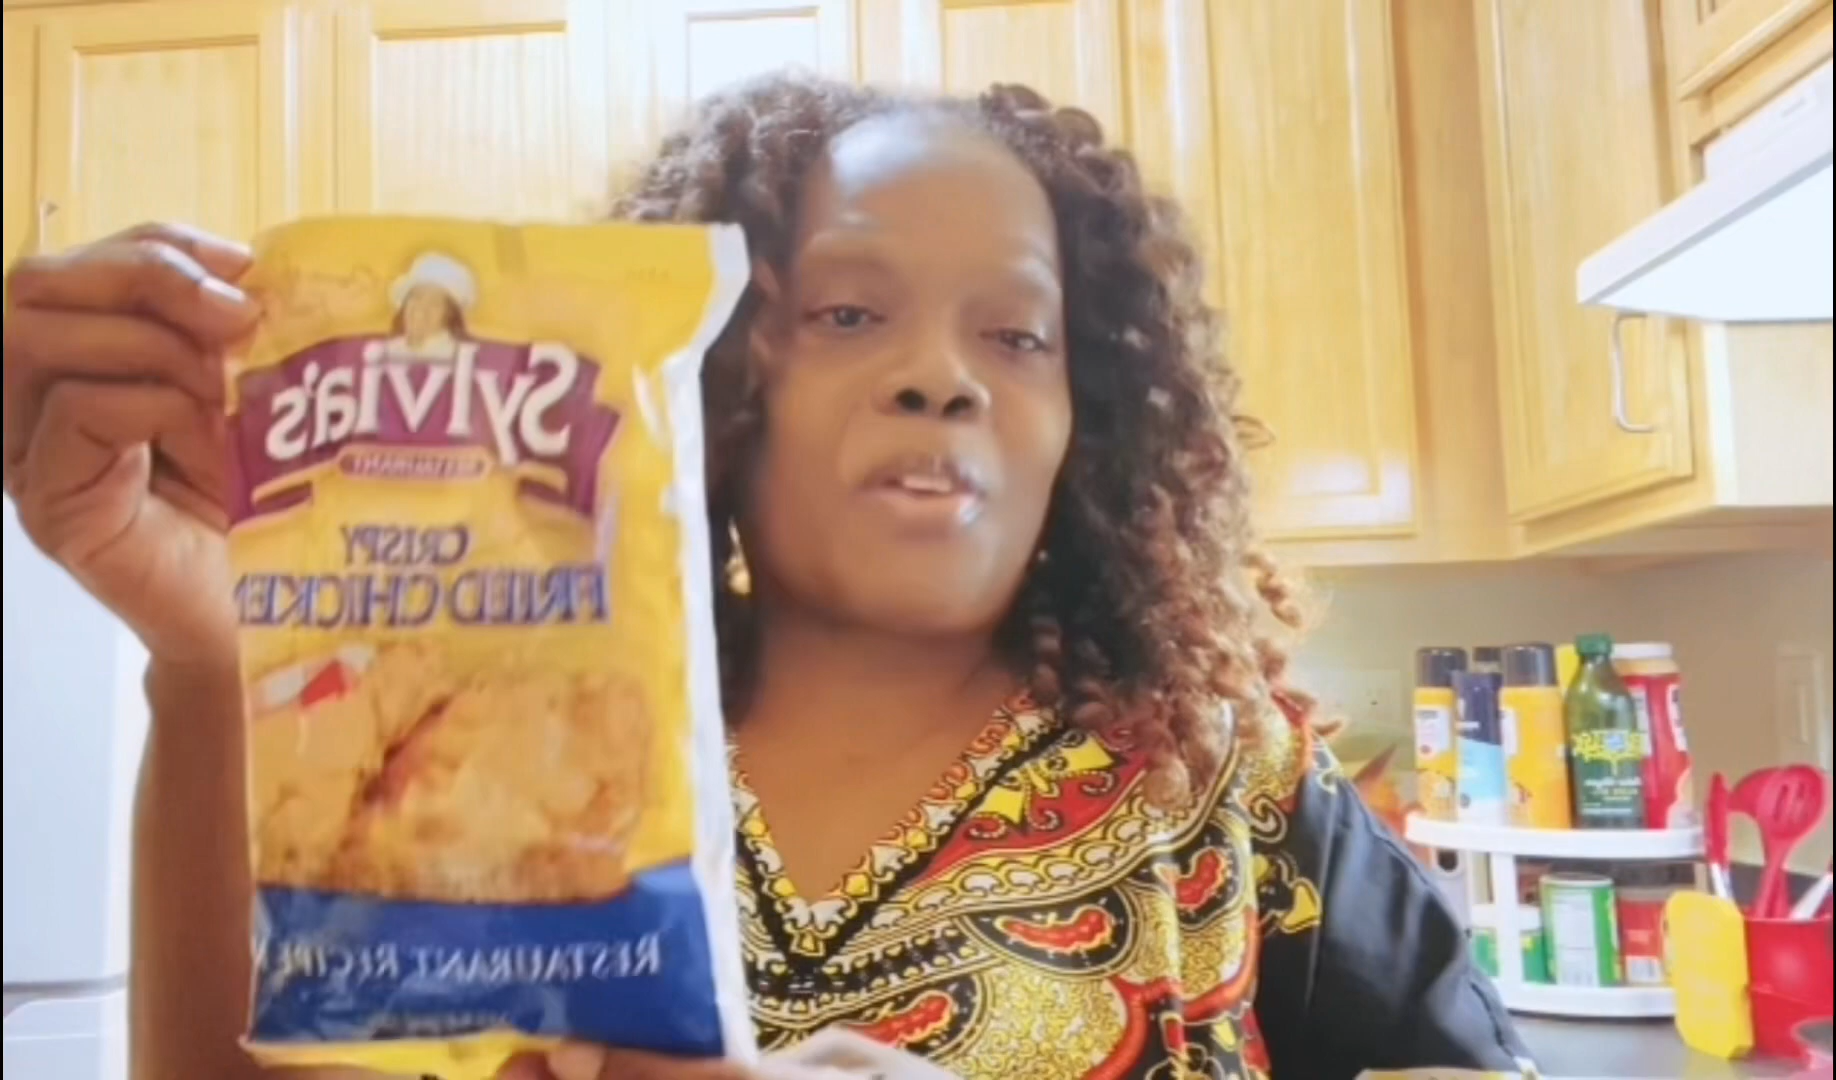 Sylvia's
RESTAURANT
CRISPY
FRIED CHICKEN
RESTAURANT RECIPE